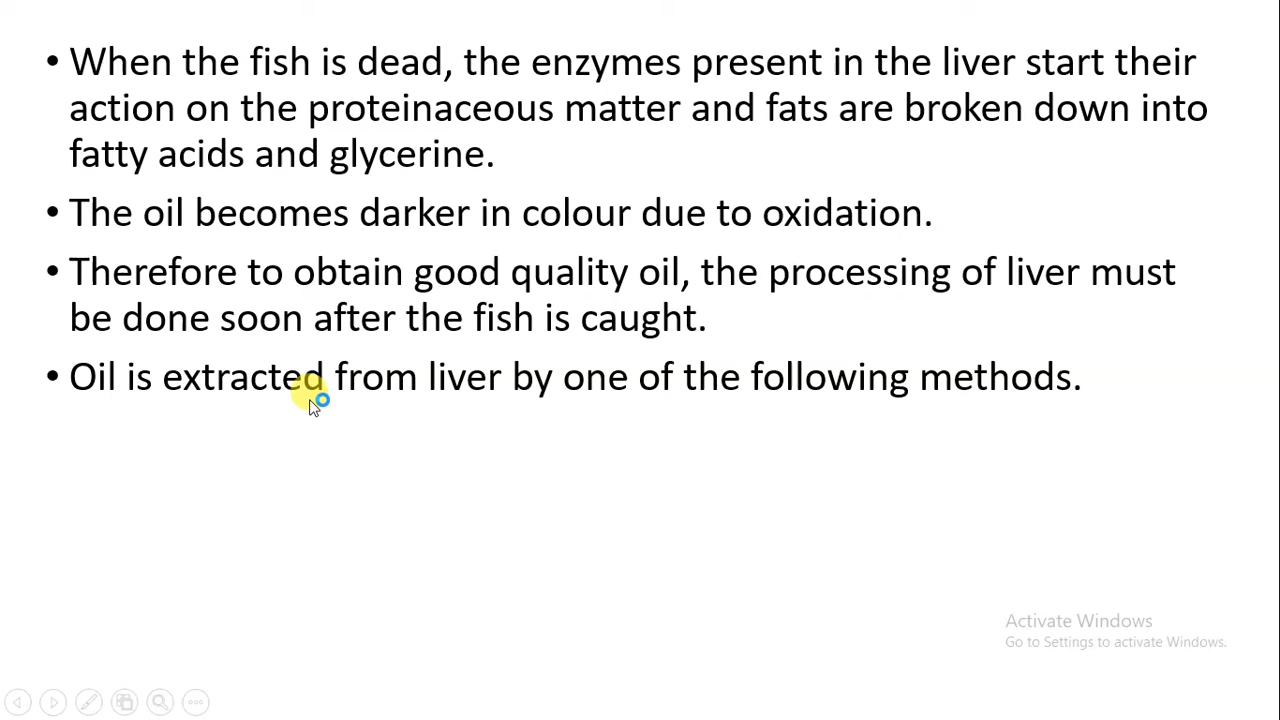 • When the fish is dead, the enzymes present in the liver start their
action on the proteinaceous matter and fats are broken down into
fatty acids and glycerine.
• The oil becomes darker in colour due to oxidation.
• Therefore to obtain good quality oil, the processing of liver must
be done soon after the fish is caught.
• Oil is extracted from liver by one of the following methods.
Activate Windows
Go to Settings to activate Windows.